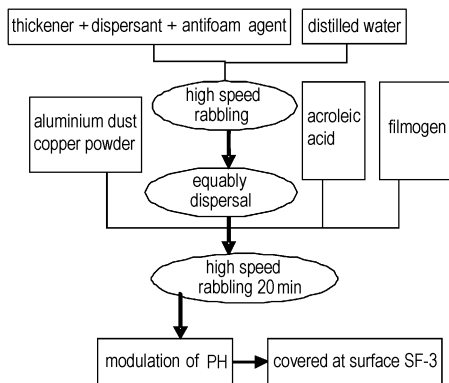 thickener + dispersant + antifoam agent
distilled water
high speed
rabbling
aluminium dust
copper powder
acroleic
acid
filmogen
equably
dispersal
high speed
rabbling 20 min
modulation of PH
covered at surface SF-3